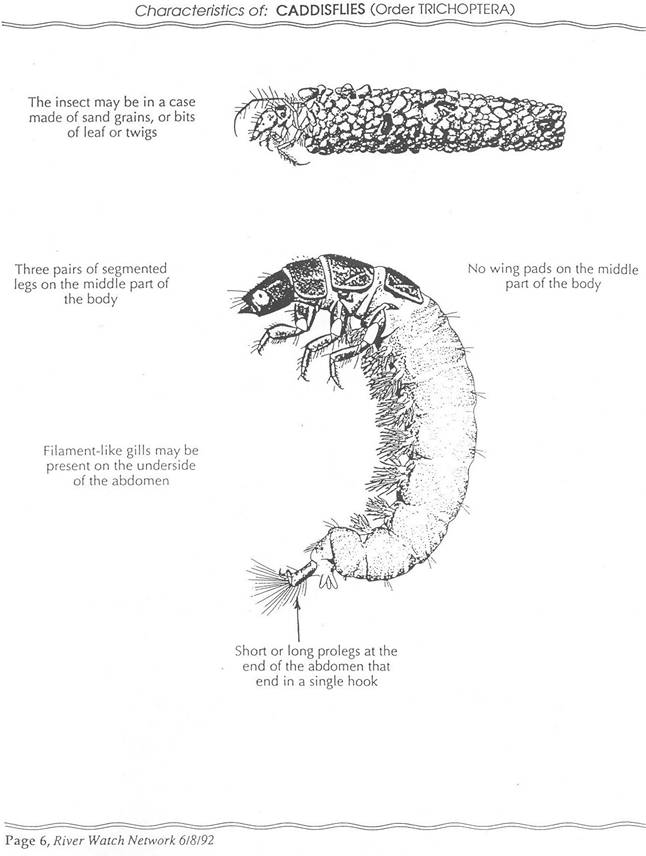 Characteristics of: CADDISFLIES (Order TRICHOPTERA)
The insect may be in a case
made of sand grains, or bits
of leaf or twigs
Three pairs of segmented
legs on the middle part of
the body
No wing pads on the middle
part of the body
Filament-like gills may be
present on the underside
of the abdomen
Short or long prolegs at the
end of the abdomen that
end in a single hook
Page 6, River Watch Network 6/8/92